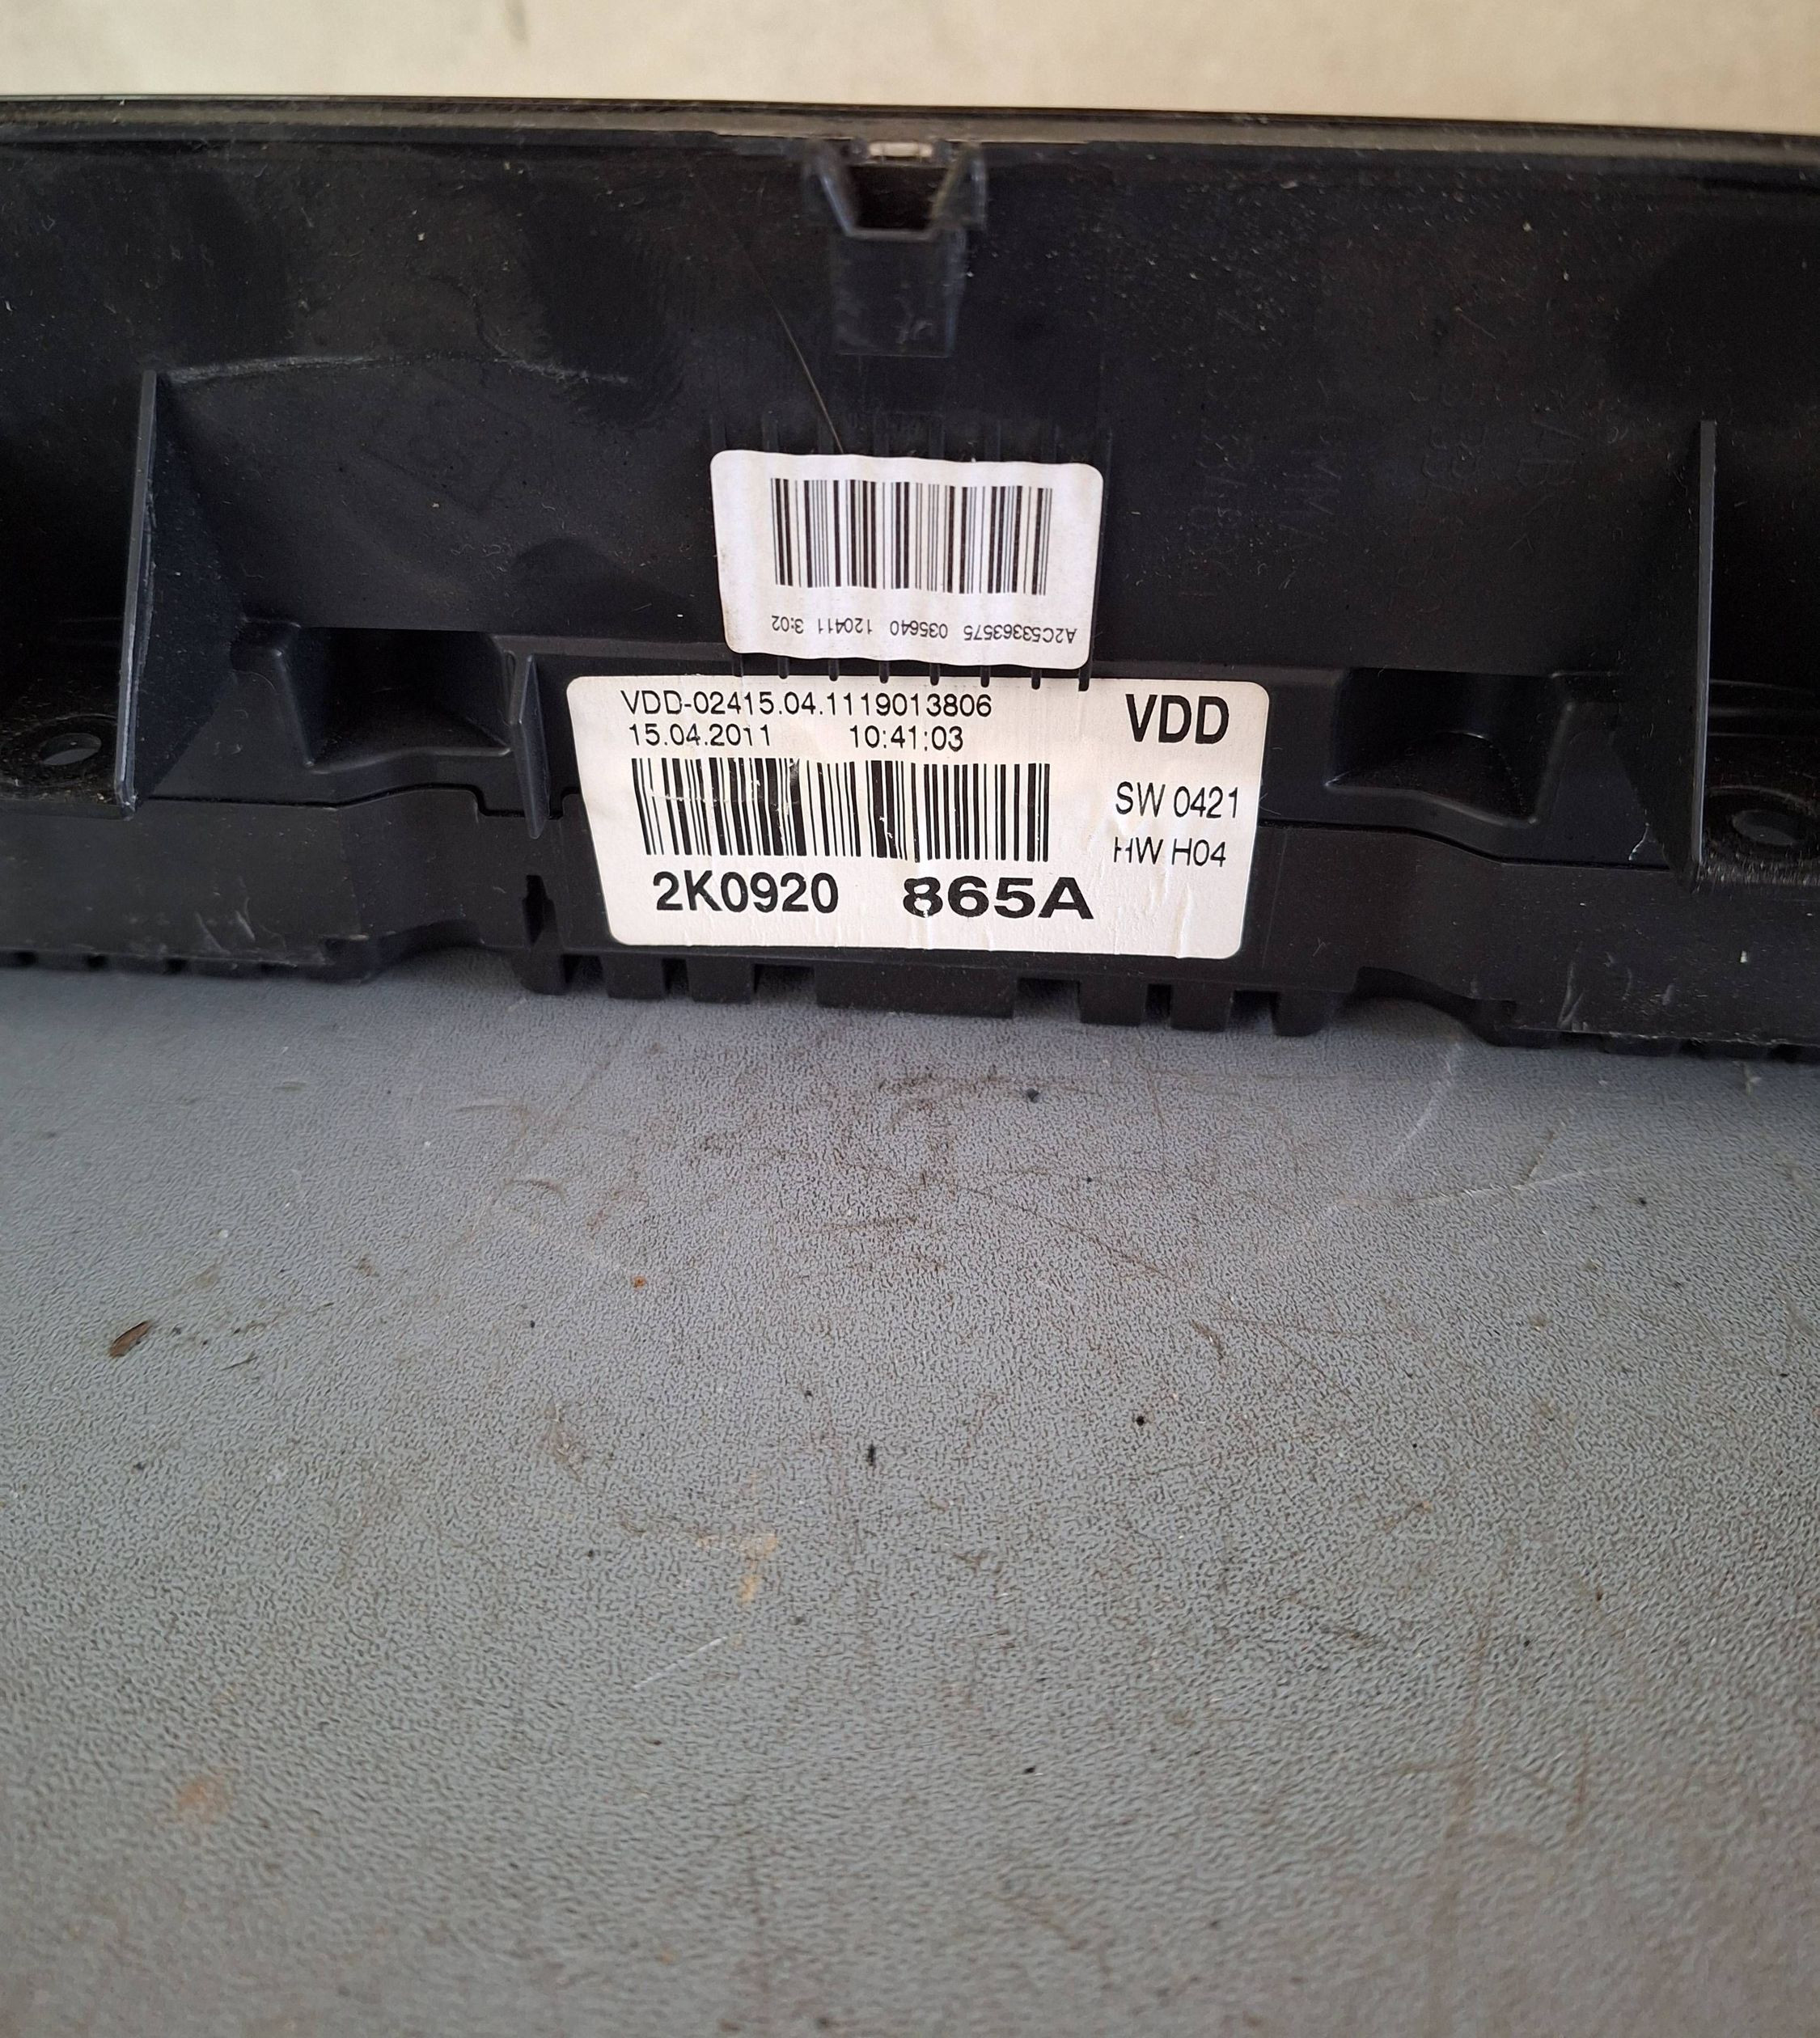 A2C53363575 035640 120411 3:02
VDD-02415.04.1119013806
15.04.2011 10:41:03
VDD
SW 0421
HW H04
2K0920 865A